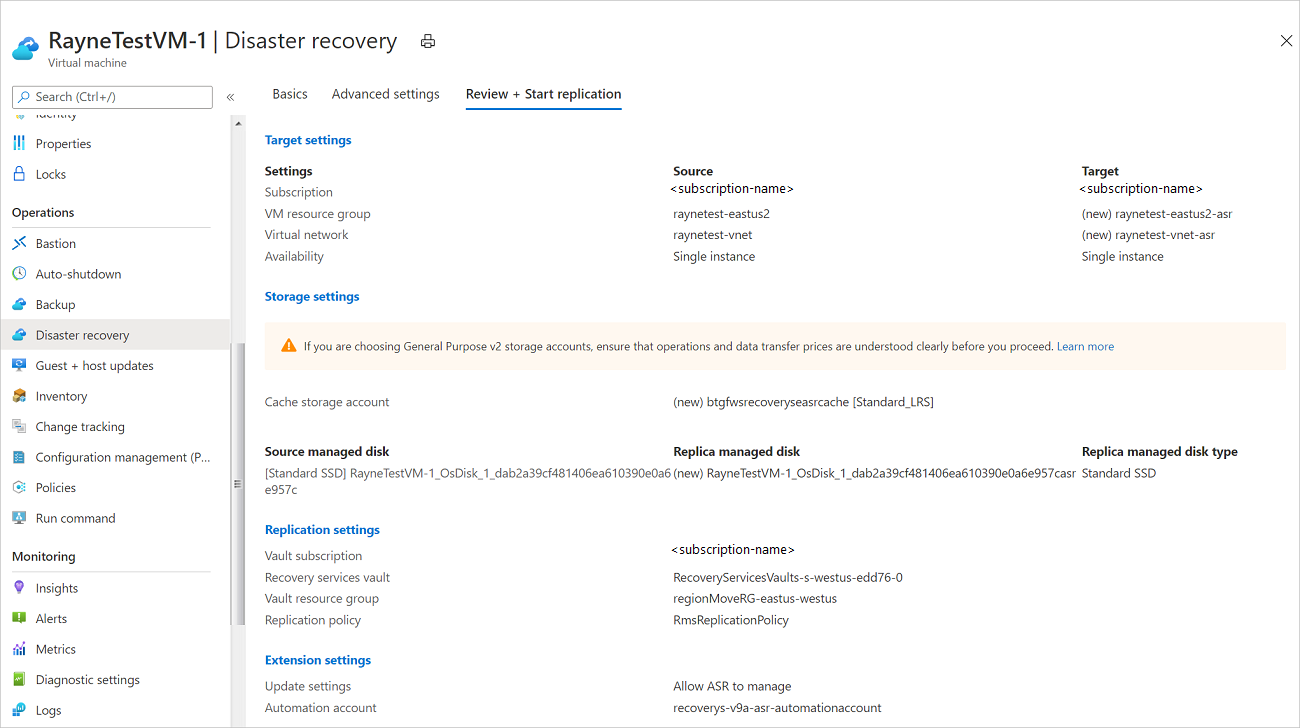 RayneTestVM-1 | Disaster recovery
Virtual machine
Search (Ctrl+/)
«
Identity
Properties
Locks
Operations
Bastion
Auto-shutdown
Backup
Disaster recovery
Guest + host updates
Inventory
Change tracking
Configuration management (P...
Policies
Run command
Monitoring
Insights
Alerts
Metrics
Diagnostic settings
Logs
Basics Advanced settings Review + Start replication
Target settings
Settings Source Target
Subscription <subscription-name> <subscription-name>
VM resource group raynetest-eastus2 (new) raynetest-eastus2-asr
Virtual network raynetest-vnet (new) raynetest-vnet-asr
Availability Single instance Single instance
Storage settings
If you are choosing General Purpose v2 storage accounts, ensure that operations and data transfer prices are understood clearly before you proceed. Learn more
Cache storage account (new) btgfwsrecoveryseasrcache [Standard_LRS]
Source managed disk Replica managed disk Replica managed disk type
[Standard SSD] RayneTestVM-1_OsDisk_1_dab2a39cf481406ea610390e0a6 (new) RayneTestVM-1_OsDisk_1_dab2a39cf481406ea610390e0a6e957casr Standard SSD
e957c
Replication settings
Vault subscription <subscription-name>
Recovery services vault RecoveryServicesVaults-s-westus-edd76-0
Vault resource group regionMoveRG-eastus-westus
Replication policy RmsReplicationPolicy
Extension settings
Update settings Allow ASR to manage
Automation account recoverys-v9a-asr-automationaccount